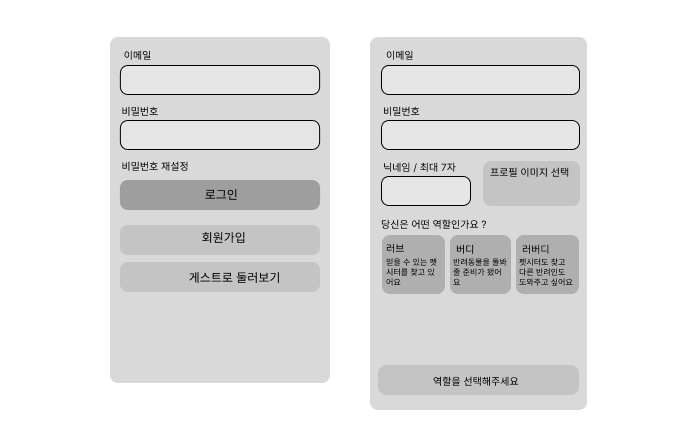 이메일
비밀번호
비밀번호 재설정
로그인
회원가입
게스트로 둘러보기
이메일
비밀번호
닉네임 / 최대 7자
프로필 이미지 선택
당신은 어떤 역할인가요 ?
러브
믿을 수 있는 펫
시터를 찾고 있
어요
버디
반려동물을 돌봐
줄 준비가 됐어
요
러버디
펫시터도 찾고
다른 반려인도
도와주고 싶어요
역할을 선택해주세요